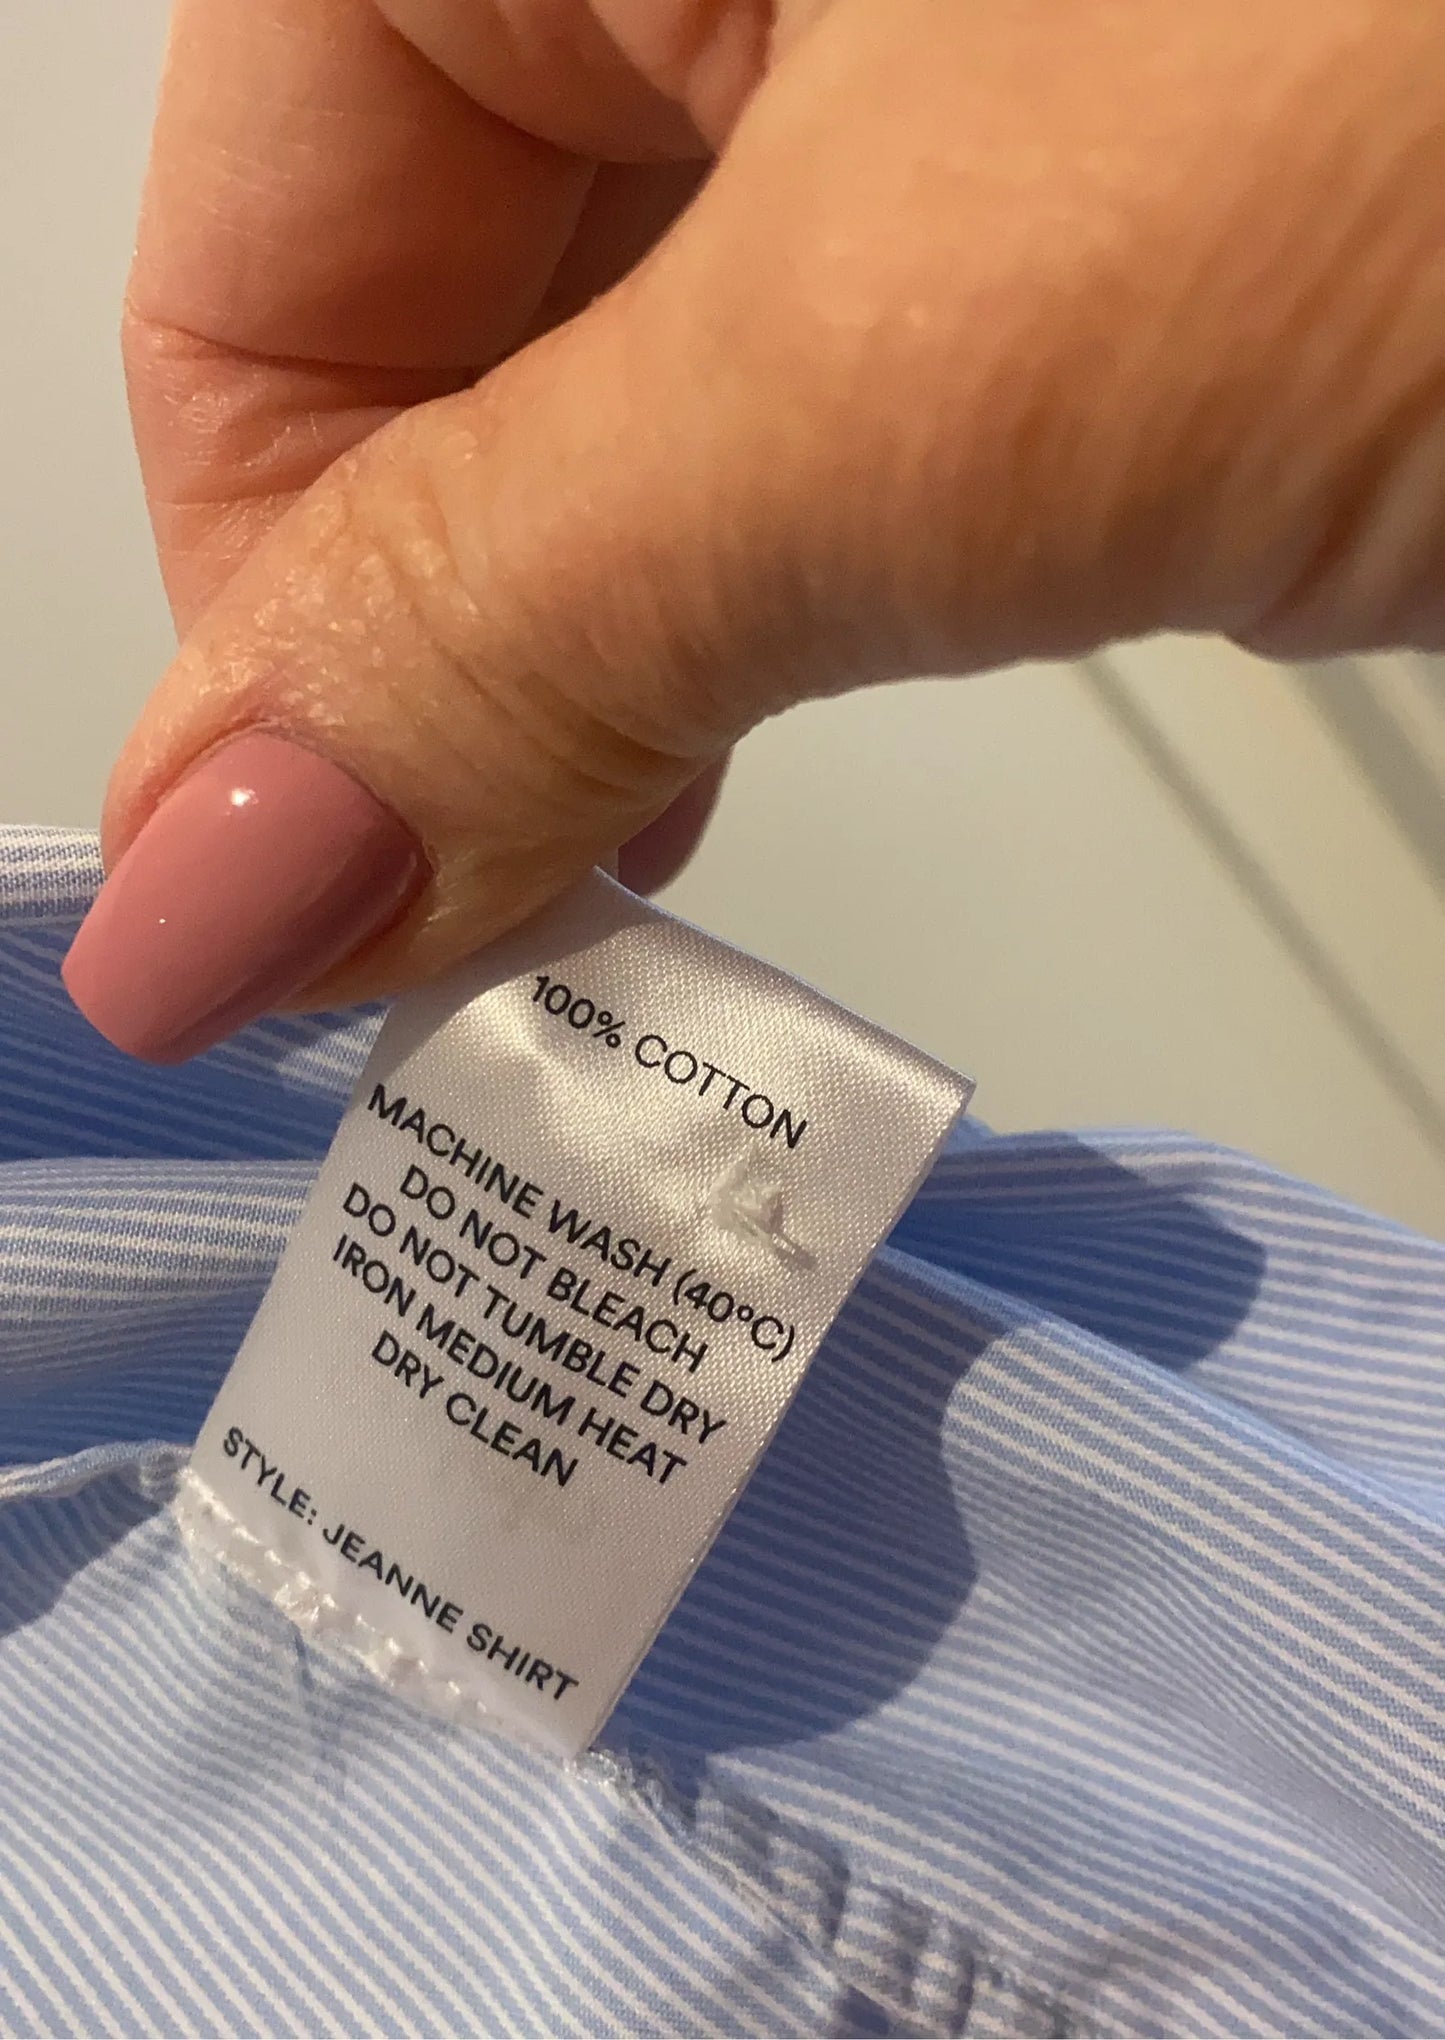 100% COTTON
MACHINE WASH (40°C)
DO NOT BLEACH
DO NOT TUMBLE DRY
IRON MEDIUM HEAT
DRY CLEAN
STYLE: JEANNE SHIRT